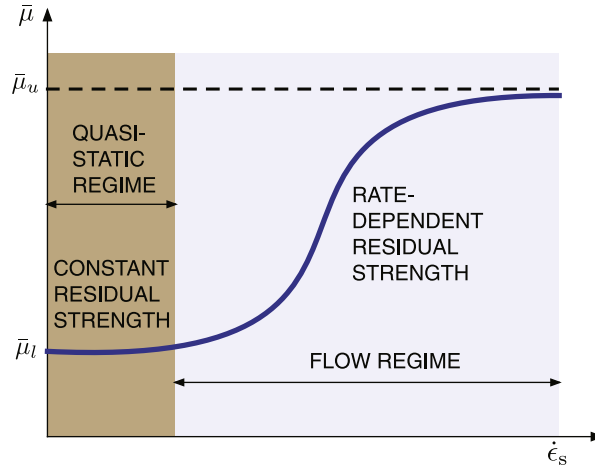 μ̄
μ̄ᵤ
QUASI-
STATIC
REGIME
RATE-
DEPENDENT
RESIDUAL
STRENGTH
CONSTANT
RESIDUAL
STRENGTH
μ̄ₗ
FLOW REGIME
ϵ̇ₛ